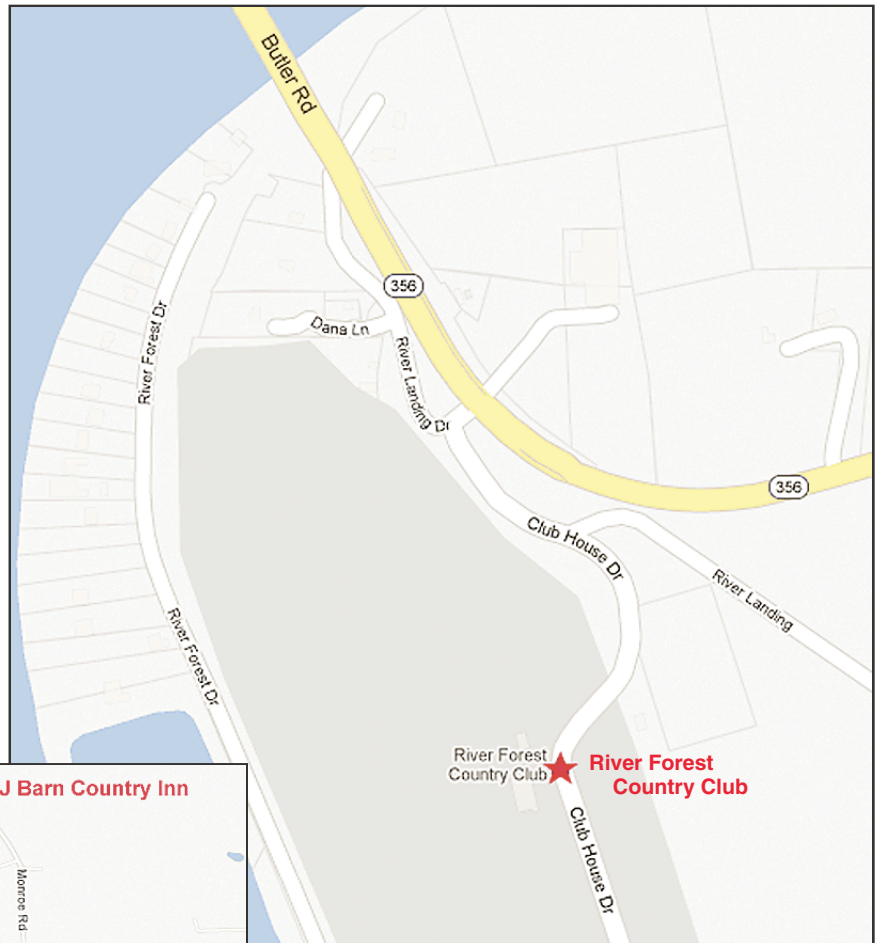 Butler Rd
356
River Forest Dr
Dana Ln
River Landing Dr
356
Club House Dr
River Landing
River Forest Dr
River Forest
Country Club
River Forest
Country Club
J Barn Country Inn
Club House Dr
Monroe Rd